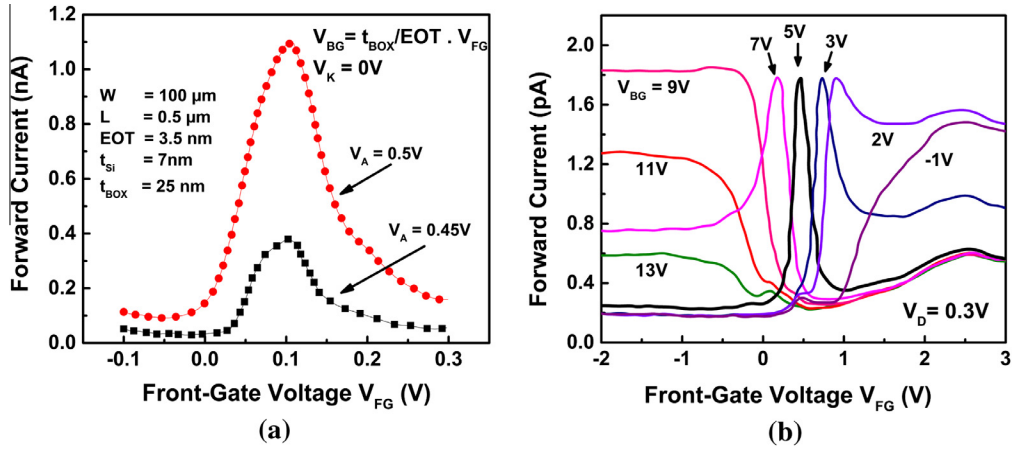 1.2
1.0
0.8
0.6
0.4
0.2
0.0
Forward Current (nA)
V_BG = t_BOX/EOT . V_FG
V_K = 0V
W = 100 µm
L = 0.5 µm
EOT = 3.5 nm
t_Si = 7nm
t_BOX = 25 nm
V_A = 0.5V
V_A = 0.45V
-0.1 0.0 0.1 0.2 0.3
Front-Gate Voltage V_FG (V)
(a)
2.0
1.6
1.2
0.8
0.4
0.0
Forward Current (pA)
5V
7V
3V
V_BG = 9V
2V
-1V
11V
13V
V_D = 0.3V
-2 -1 0 1 2 3
Front-Gate Voltage V_FG (V)
(b)